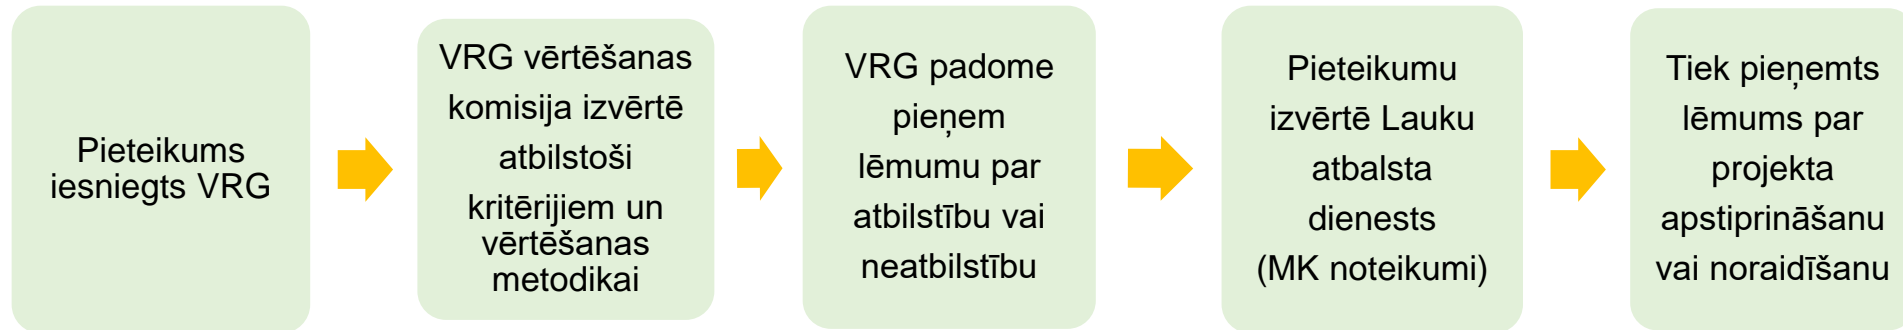 Pieteikums
iesniegts VRG
VRG vērtēšanas
komisija izvērtē
atbilstoši
kritērijiem un
vērtēšanas
metodikai
VRG padome
pieņem
lēmumu par
atbilstību vai
neatbilstību
Pieteikumu
izvērtē Lauku
atbalsta
dienests
(MK noteikumi)
Tiek pieņemts
lēmums par
projekta
apstiprināšanu
vai noraidīšanu